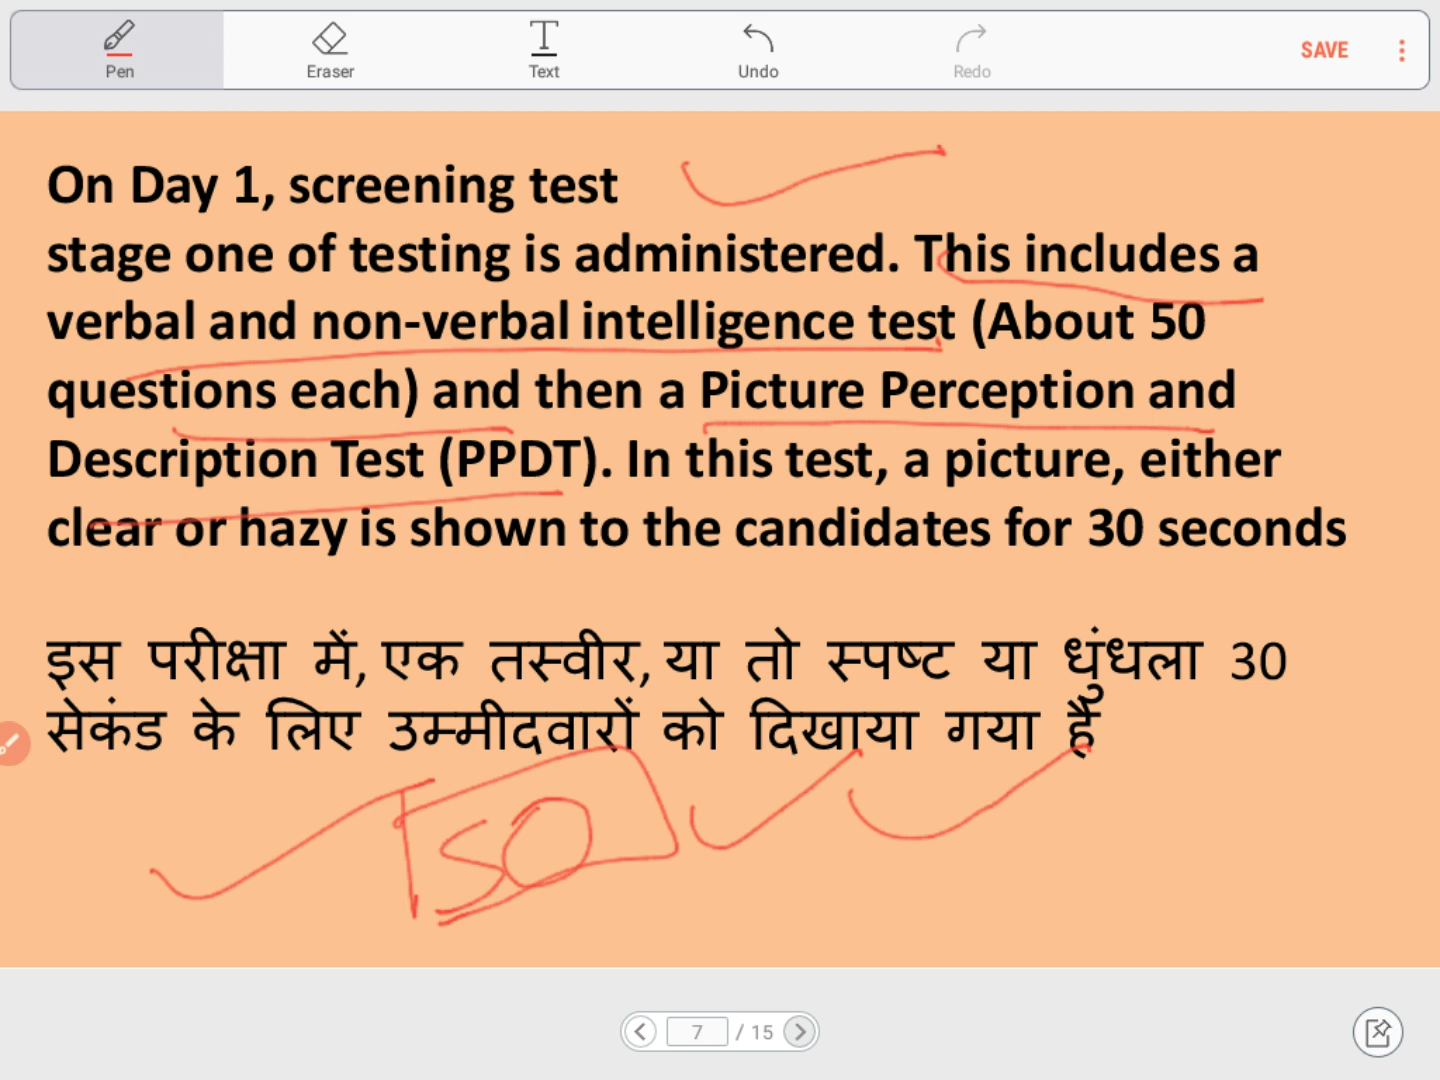 Pen
Eraser
Text
Undo
Redo
SAVE
On Day 1, screening test
stage one of testing is administered. This includes a
verbal and non-verbal intelligence test (About 50
questions each) and then a Picture Perception and
Description Test (PPDT). In this test, a picture, either
clear or hazy is shown to the candidates for 30 seconds
इस परीक्षा में, एक तस्वीर, या तो स्पष्ट या धुंधला 30
सेकंड के लिए उम्मीदवारों को दिखाया गया है
50
7 / 15